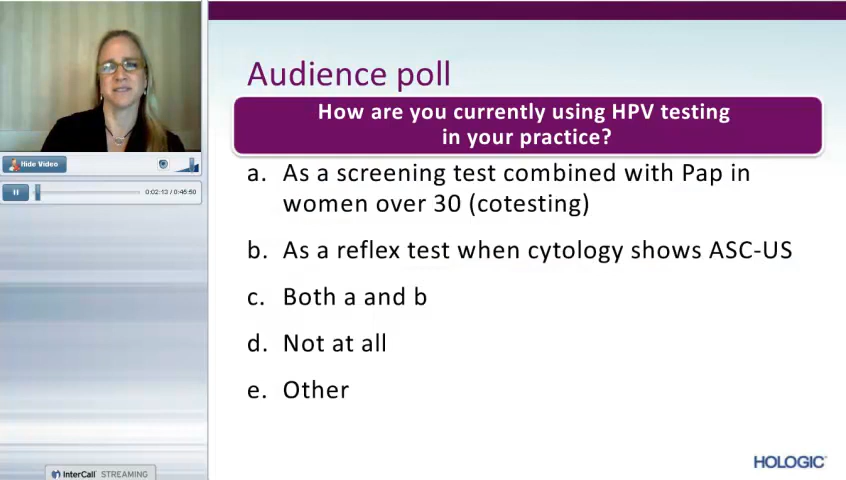 Audience poll
How are you currently using HPV testing
in your practice?
a. As a screening test combined with Pap in
women over 30 (cotesting)
b. As a reflex test when cytology shows ASC-US
c. Both a and b
d. Not at all
e. Other
Hide Video
0:02:13 / 0:46:50
InterCall STREAMING
HOLOGIC